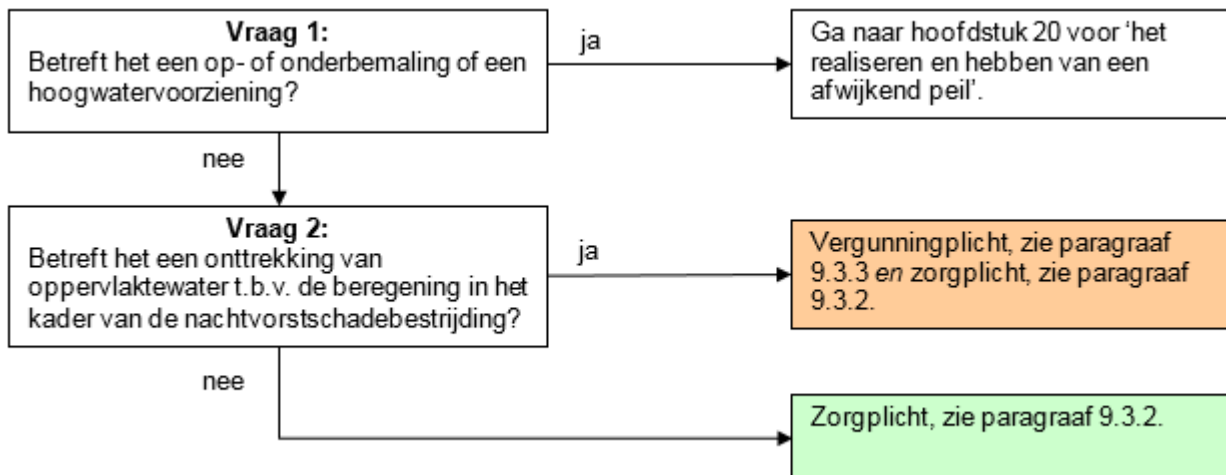 Vraag 1:
Betreft het een op- of onderbemaling of een
hoogwatervoorziening?
ja
Ga naar hoofdstuk 20 voor ‘het
realiseren en hebben van een
afwijkend peil’.
nee
Vraag 2:
Betreft het een onttrekking van
oppervlaktewater t.b.v. de beregening in het
kader van de nachtvorstschadebestrijding?
ja
Vergunningplicht, zie paragraaf
9.3.3 en zorgplicht, zie paragraaf
9.3.2.
nee
Zorgplicht, zie paragraaf 9.3.2.